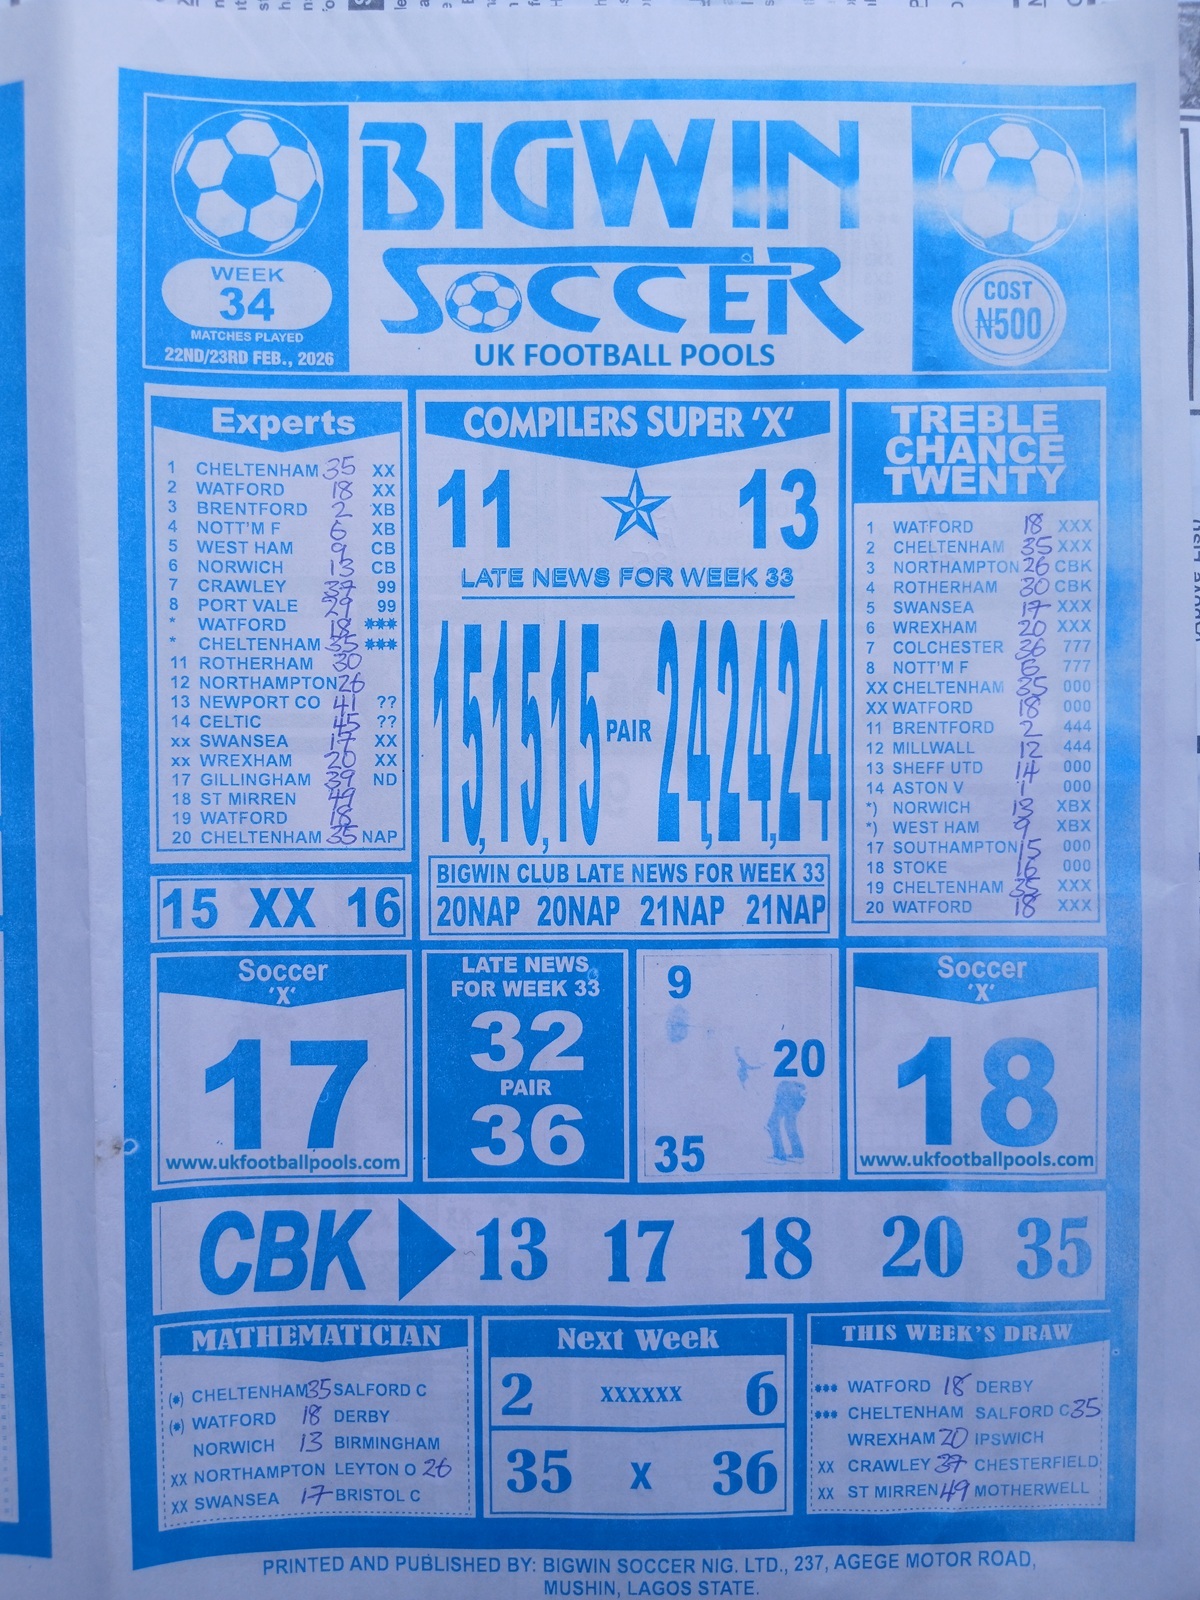 BIGWIN
SOCCER
UK FOOTBALL POOLS
WEEK
34
MATCHES PLAYED
22ND/23RD FEB., 2026
COST
₦500
Experts
1 CHELTENHAM 35 XX
2 WATFORD 18 XX
3 BRENTFORD 2 XB
4 NOTT'M F 6 XB
5 WEST HAM 9 CB
6 NORWICH 13 CB
7 CRAWLEY 37 99
8 PORT VALE 29 99
* WATFORD 18 ***
* CHELTENHAM 35 ***
11 ROTHERHAM 30
12 NORTHAMPTON 26
13 NEWPORT CO 41 ??
14 CELTIC 45 ??
xx SWANSEA 17 XX
xx WREXHAM 20 XX
17 GILLINGHAM 39 ND
18 ST MIRREN 49
19 WATFORD 18
20 CHELTENHAM 35 NAP
15 XX 16
COMPILERS SUPER 'X'
11 13
LATE NEWS FOR WEEK 33
15,15,15 PAIR 24,24,24
BIGWIN CLUB LATE NEWS FOR WEEK 33
20NAP 20NAP 21NAP 21NAP
TREBLE
CHANCE
TWENTY
1 WATFORD 18 XXX
2 CHELTENHAM 35 XXX
3 NORTHAMPTON 26 CBK
4 ROTHERHAM 30 CBK
5 SWANSEA 17 XXX
6 WREXHAM 20 XXX
7 COLCHESTER 36 777
8 NOTT'M F 6 777
XX CHELTENHAM 35 000
XX WATFORD 18 000
11 BRENTFORD 2 444
12 MILLWALL 12 444
13 SHEFF UTD 14 000
14 ASTON V 1 000
*) NORWICH 13 XBX
*) WEST HAM 9 XBX
17 SOUTHAMPTON 15 000
18 STOKE 16 000
19 CHELTENHAM 35 XXX
20 WATFORD 18 XXX
Soccer
'X'
17
www.ukfootballpools.com
LATE NEWS
FOR WEEK 33
32
PAIR
36
9
20
35
Soccer
'X'
18
www.ukfootballpools.com
CBK 13 17 18 20 35
MATHEMATICIAN
(*) CHELTENHAM 35 SALFORD C
(*) WATFORD 18 DERBY
NORWICH 13 BIRMINGHAM
XX NORTHAMPTON LEYTON O 26
XX SWANSEA 17 BRISTOL C
Next Week
2 XXXXXX 6
35 X 36
THIS WEEK'S DRAW
*** WATFORD 18 DERBY
*** CHELTENHAM SALFORD C 35
WREXHAM 20 IPSWICH
XX CRAWLEY 37 CHESTERFIELD
XX ST MIRREN 49 MOTHERWELL
PRINTED AND PUBLISHED BY: BIGWIN SOCCER NIG. LTD., 237, AGEGE MOTOR ROAD,
MUSHIN, LAGOS STATE.